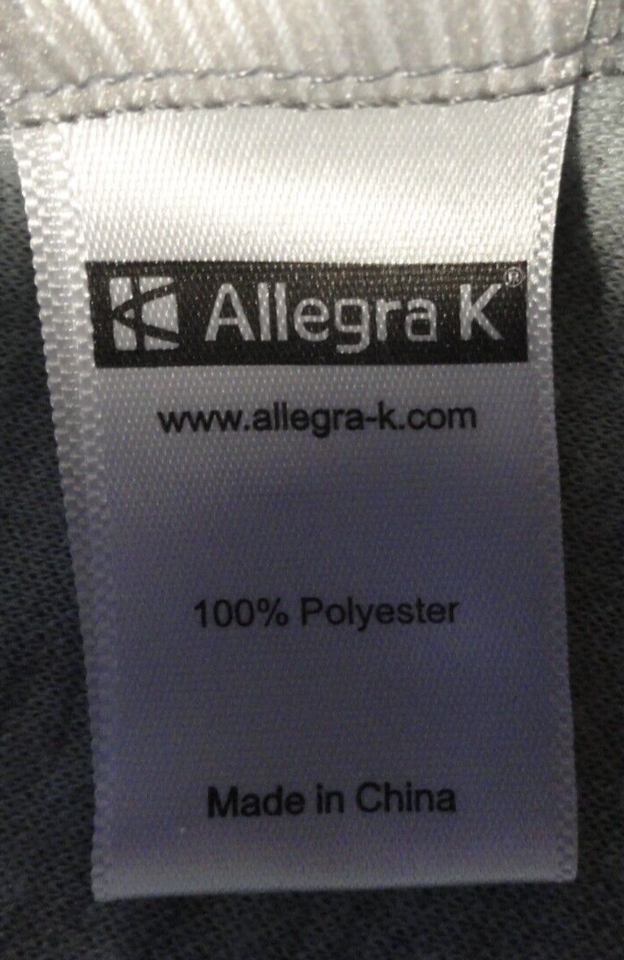 Allegra K®
www.allegra-k.com
100% Polyester
Made in China